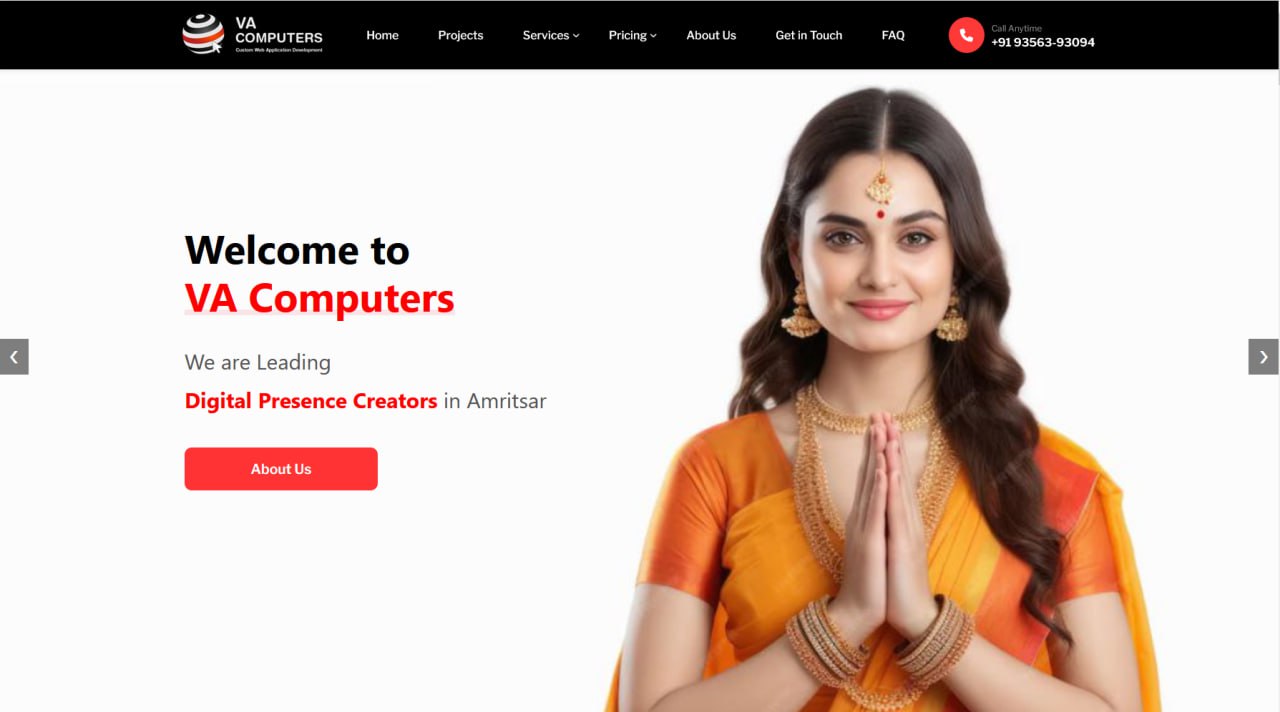 VA
COMPUTERS
Custom Web Application Development
Home
Projects
Services
Pricing
About Us
Get in Touch
FAQ
Call Anytime
+91 93563-93094
Welcome to
VA Computers
We are Leading
Digital Presence Creators in Amritsar
About Us